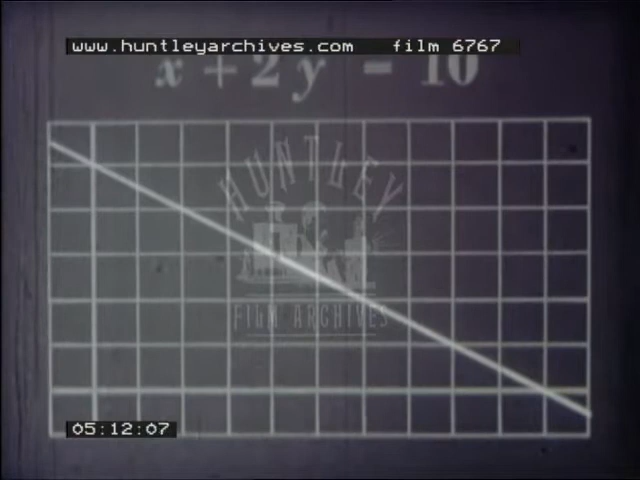 www.huntleyarchives.com film 6767
x + 2y = 10
HUNTLEY
FILM ARCHIVES
05:12:07